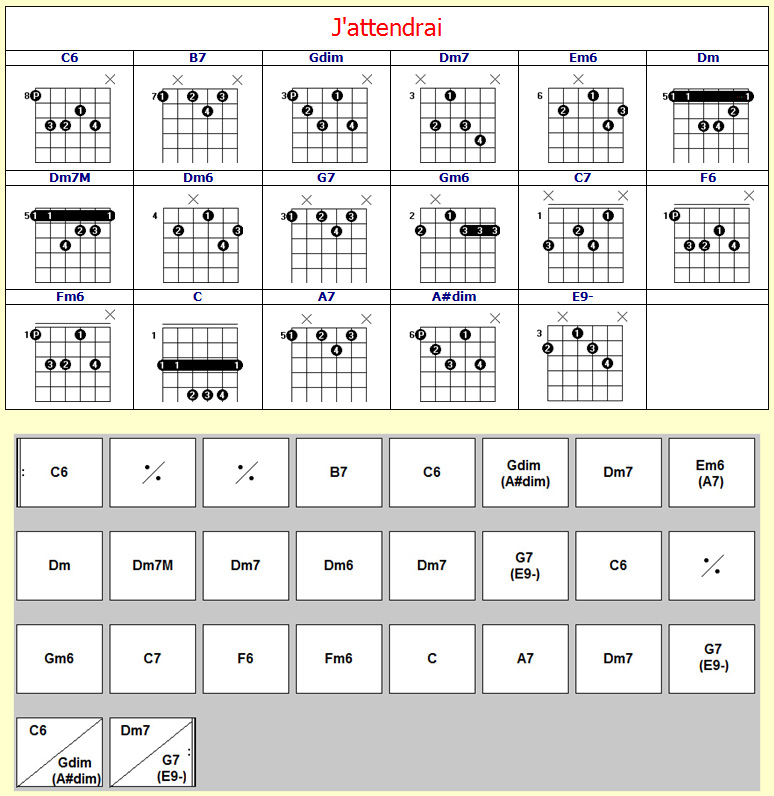 J'attendrai
C6 B7 Gdim Dm7 Em6 Dm
8 P 7 1 2 3 3 P 1 3 1 6 1 5 1 1 1
1 4 2 2 3 2
3 2 4 3 4 2 3 4 3 4
4
Dm7M Dm6 G7 Gm6 C7 F6
5 1 1 1 4 1 3 1 2 3 2 1 1 1 1 P
2 3 2 3 4 2 3 3 3 2 1
4 4 3 4 3 2 4
Fm6 C A7 A#dim E9-
1 P 1 1 5 1 2 3 6 P 1 3 1
4 2 2 3
3 2 4 1 1 1 3 4 4
2 3 4
: C6 ٪ ٪ B7 C6 Gdim Dm7 Em6
(A#dim) (A7)
Dm Dm7M Dm7 Dm6 Dm7 G7 C6 ٪
(E9-)
Gm6 C7 F6 Fm6 C A7 Dm7 G7
(E9-)
C6 Dm7
Gdim G7 :
(A#dim) (E9-)